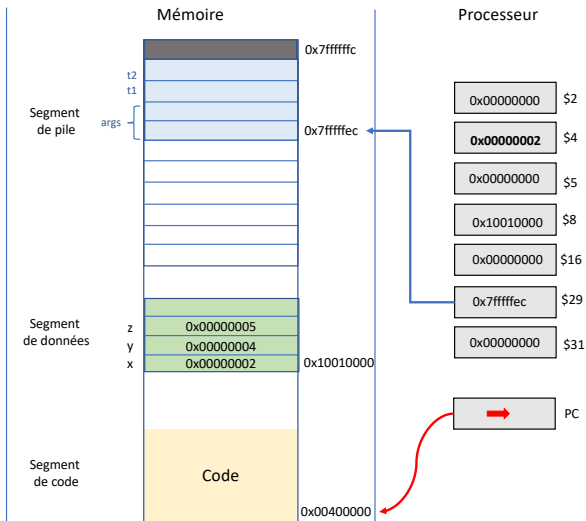 Mémoire
Processeur
0x7ffffffc
t2
t1
Segment
de pile
args
0x7fffffec
0x00000000 $2
0x00000002 $4
0x00000000 $5
0x10010000 $8
0x00000000 $16
0x7fffffec $29
0x00000000 $31
Segment
de données
z 0x00000005
y 0x00000004
x 0x00000002 0x10010000
PC
Segment
de code
Code
0x00400000